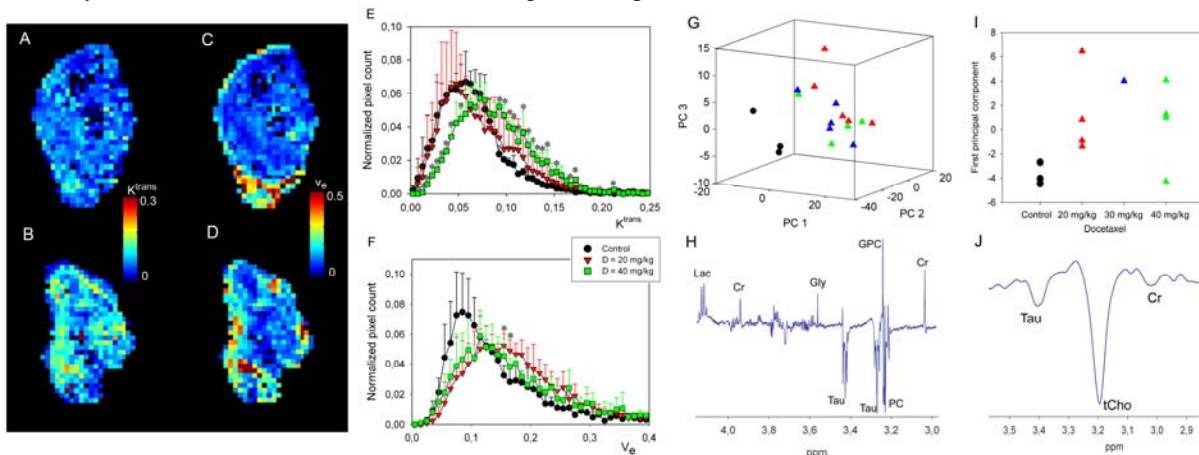 A
C
K^trans
0.3
0
v_e
0.5
0
B
D
E
0,10
0,08
0,06
0,04
0,02
0,00
Normalized pixel count
0,00 0,05 0,10 0,15 0,20 0,25
K^trans
F
0,10
0,08
0,06
0,04
0,02
0,00
Normalized pixel count
Control
D = 20 mg/kg
D = 40 mg/kg
0,0 0,1 0,2 0,3 0,4
V_e
G
15
10
5
0
-5
-10
PC 3
-20 0 20 -40
PC 1
-20 0 20
PC 2
H
Lac
Cr
Gly
GPC
Cr
Tau
Tau
PC
4,0 3,8 3,6 3,4 3,2 3,0
ppm
I
8
6
4
2
0
-2
-4
-6
First principal component
Control 20 mg/kg 30 mg/kg 40 mg/kg
Docetaxel
J
Tau
Cr
tCho
3,5 3,4 3,3 3,2 3,1 3,0 2,9
ppm